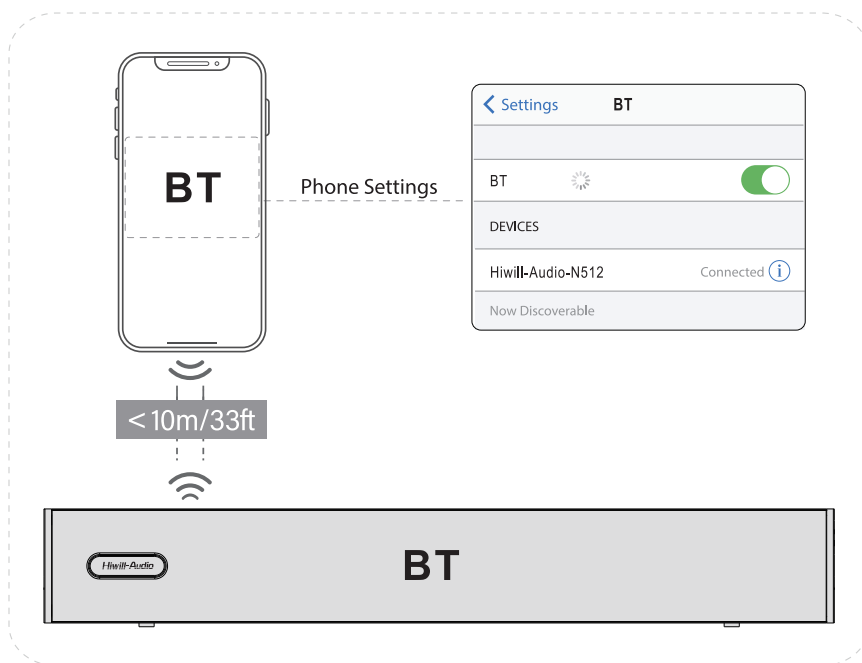 BT
Phone Settings
Settings
BT
BT
DEVICES
Hiwill-Audio-N512
Connected i
Now Discoverable
< 10m/33ft
Hiwill-Audio
BT